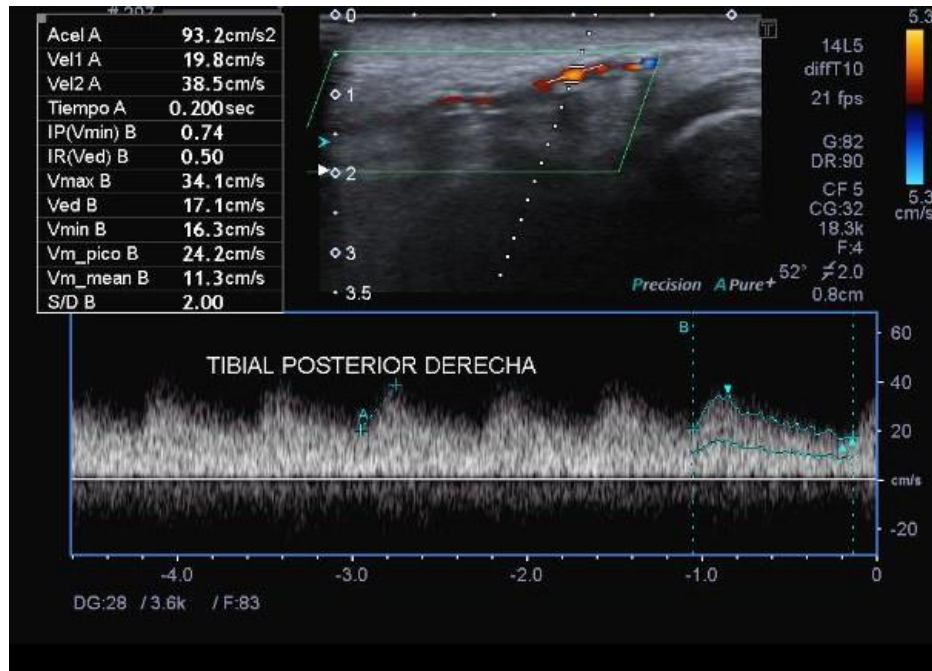 Acel A 93.2cm/s2
Vel1 A 19.8cm/s
Vel2 A 38.5cm/s
Tiempo A 0.200sec
IP(Vmin) B 0.74
IR(Ved) B 0.50
Vmax B 34.1cm/s
Ved B 17.1cm/s
Vmin B 16.3cm/s
Vm_pico B 24.2cm/s
Vm_mean B 11.3cm/s
S/D B 2.00
0
1
2
3
3.5
T
5.3
14L5
diffT10
21 fps
G:82
DR:90
CF 5
CG:32
18.3k
F:4
5.3
cm/s
Precision APure+
52° ≠2.0
0.8cm
TIBIAL POSTERIOR DERECHA
A
B
60
40
20
cm/s
-20
-4.0 -3.0 -2.0 -1.0 0
DG:28 / 3.6k / F:83